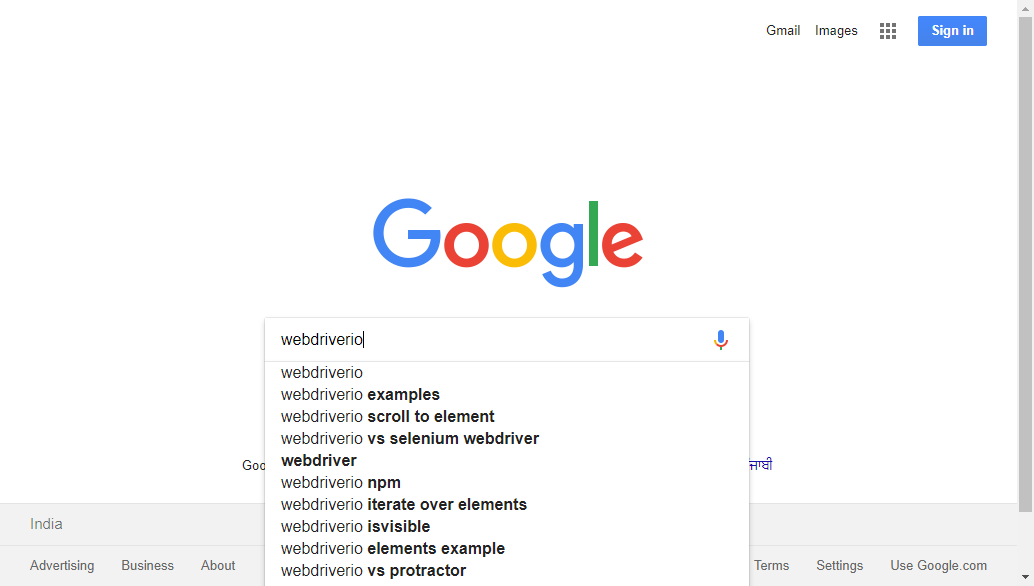 Gmail Images Sign in
Google
webdriverio
webdriverio
webdriverio examples
webdriverio scroll to element
webdriverio vs selenium webdriver
webdriver
webdriverio npm
webdriverio iterate over elements
webdriverio isvisible
webdriverio elements example
webdriverio vs protractor
India
Advertising Business About Terms Settings Use Google.com